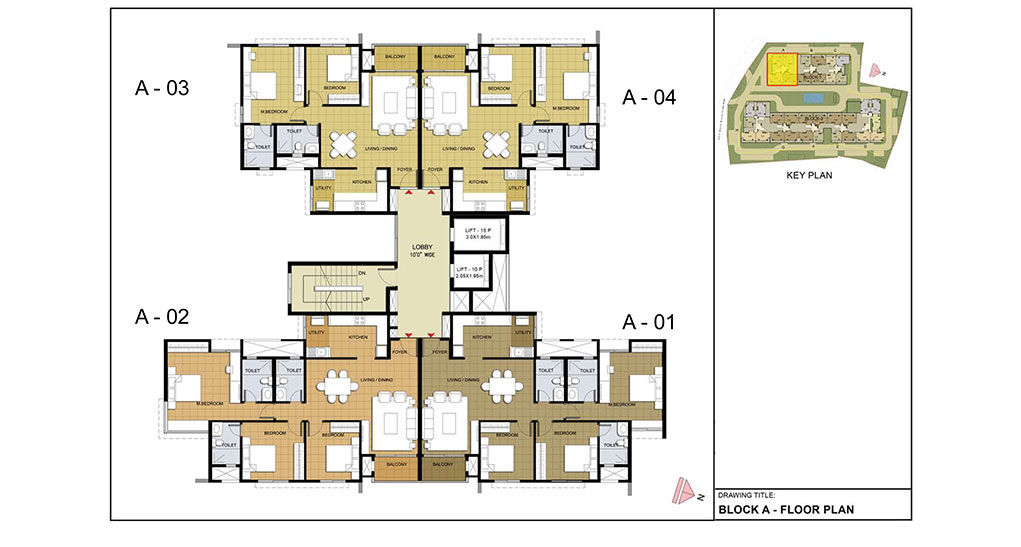 A - 03
BALCONY
BALCONY
A - 04
BEDROOM
BEDROOM
M.BEDROOM
M.BEDROOM
TOILET
TOILET
TOILET
TOILET
LIVING / DINING
LIVING / DINING
FOYER
FOYER
UTILITY
KITCHEN
KITCHEN
UTILITY
LIFT - 15 P
3.0X1.85m
LOBBY
10'0" WIDE
LIFT - 10 P
2.05X1.95m
DN
UP
A - 02
A - 01
UTILITY
KITCHEN
KITCHEN
UTILITY
FOYER
FOYER
TOILET
TOILET
TOILET
TOILET
LIVING / DINING
LIVING / DINING
M.BEDROOM
M.BEDROOM
BEDROOM
BEDROOM
BEDROOM
BEDROOM
TOILET
TOILET
BALCONY
BALCONY
N
A
B
C
BLOCK-1
N
BLOCK-2
KEY PLAN
DRAWING TITLE:
BLOCK A - FLOOR PLAN